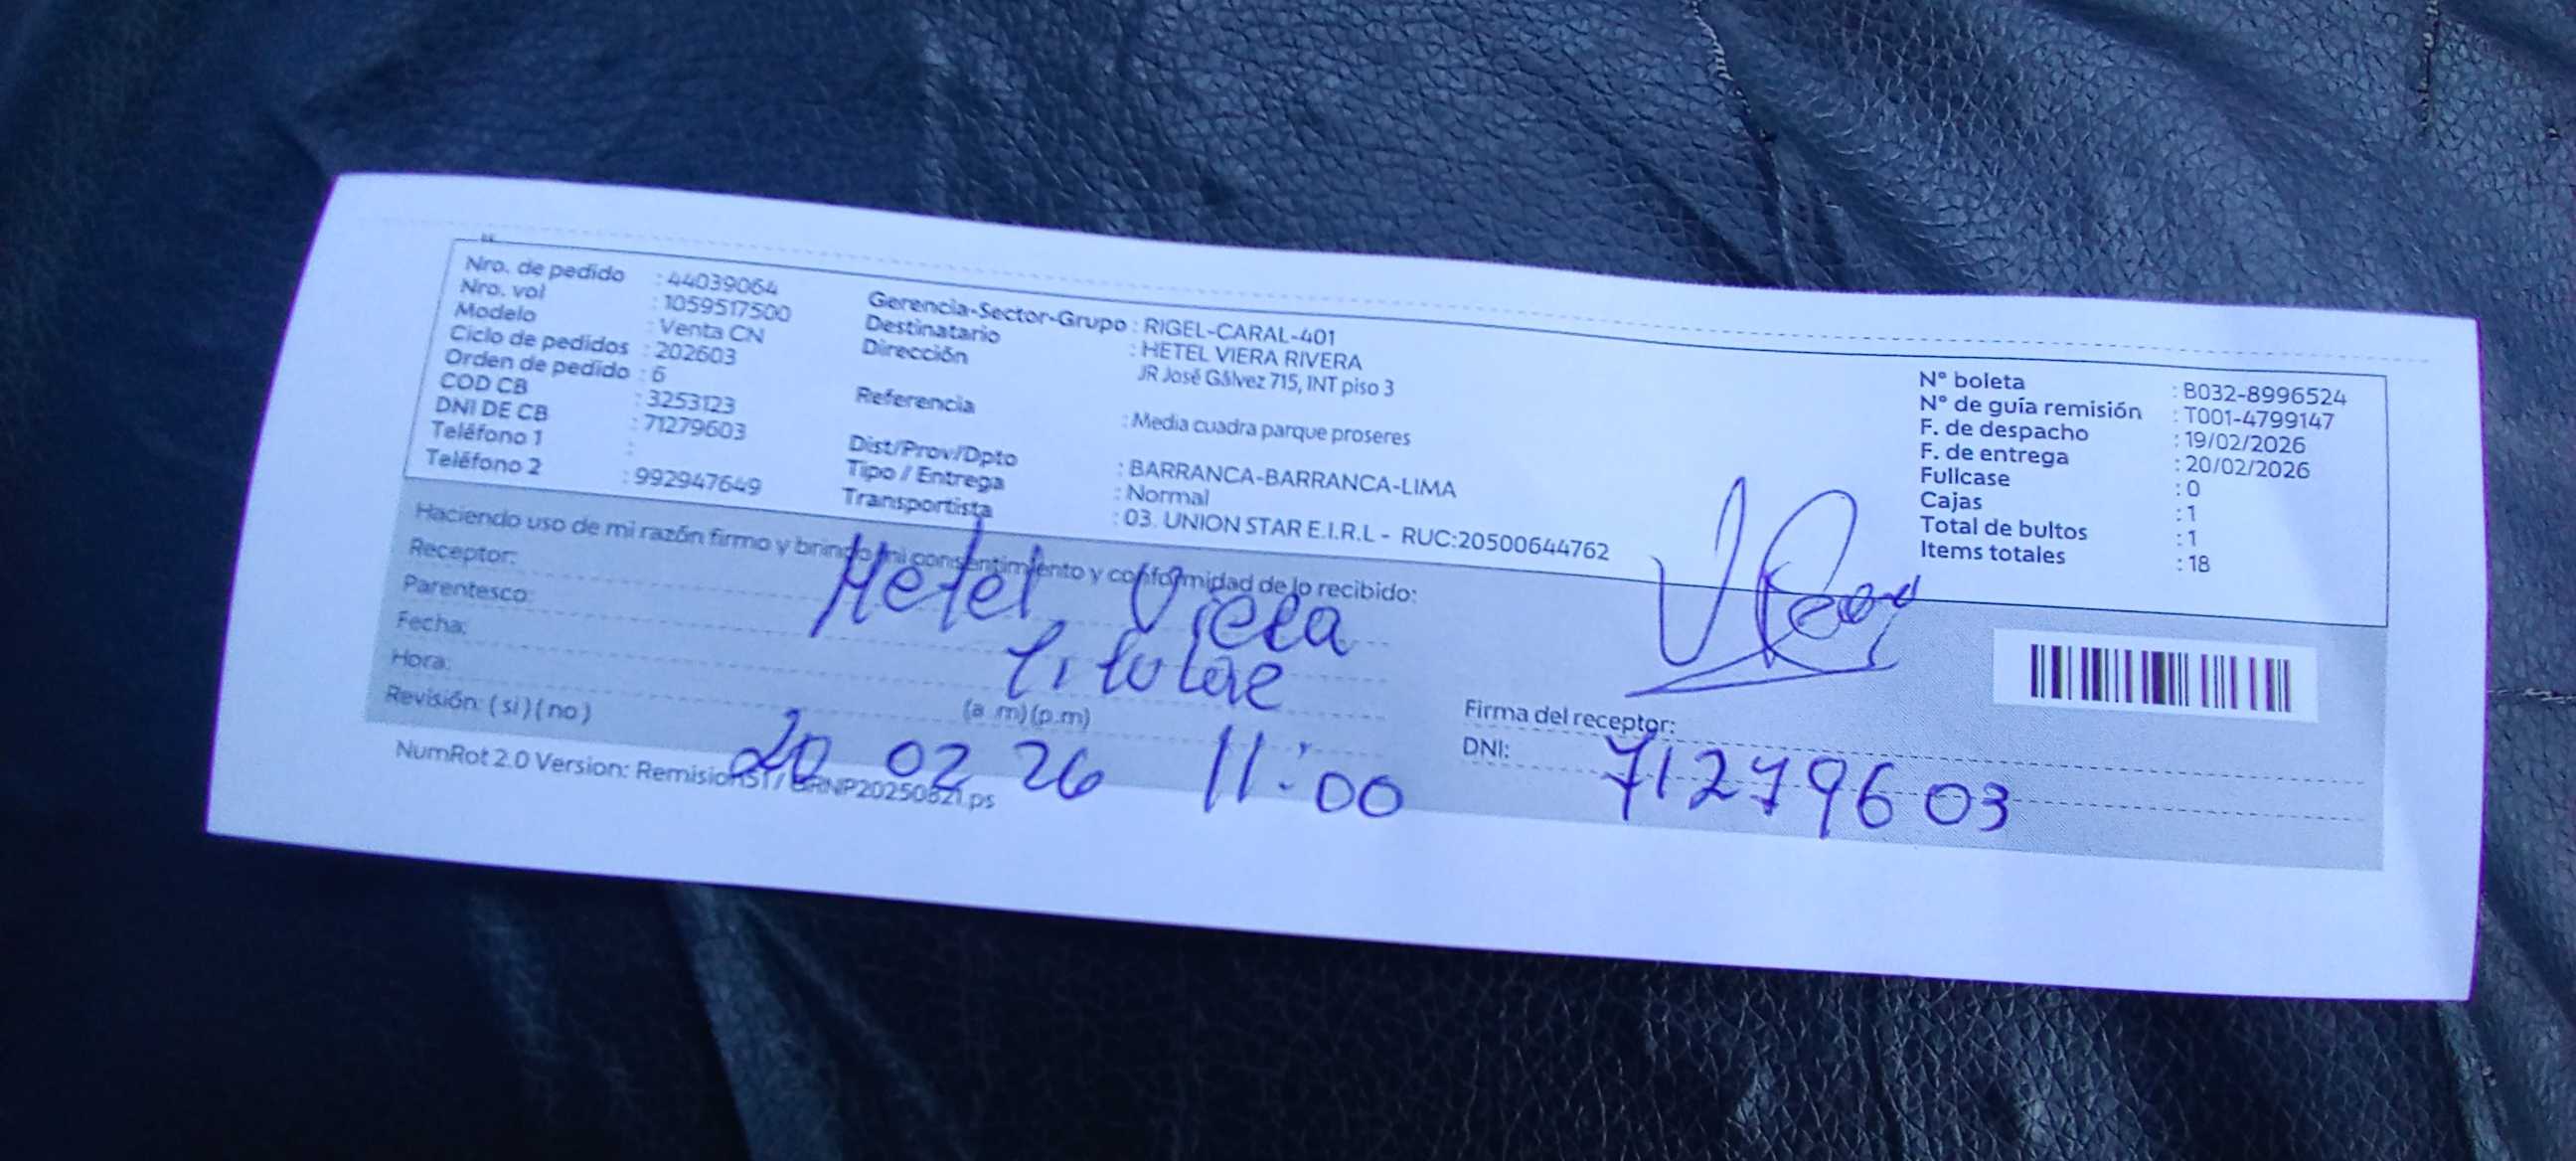 Nro. de pedido : 44039064
Nro. vol : 1059517500
Modelo : Venta CN
Ciclo de pedidos : 202603
Orden de pedido : 6
COD CB : 3253123
DNI DE CB : 71279603
Teléfono 1 :
Teléfono 2 : 992947649
Gerencia-Sector-Grupo : RIGEL-CARAL-401
Destinatario : HETEL VIERA RIVERA
Dirección JR José Gálvez 715, INT piso 3
Referencia : Media cuadra parque proseres
Dist/Prov/Dpto : BARRANCA-BARRANCA-LIMA
Tipo / Entrega : Normal
Transportista : 03. UNION STAR E.I.R.L - RUC:20500644762
N° boleta : B032-8996524
N° de guía remisión : T001-4799147
F. de despacho : 19/02/2026
F. de entrega : 20/02/2026
Fullcase : 0
Cajas : 1
Total de bultos : 1
Items totales : 18
Haciendo uso de mi razón firmo y brindo mi consentimiento y conformidad de lo recibido:
Receptor: Hetel Viera
Parentesco: Titular
Fecha: 20 02 26
Hora: 11:00 (a.m)(p.m)
Revisión: ( si ) ( no )
Firma del receptor:
DNI: 71279603
NumRot 2.0 Version: